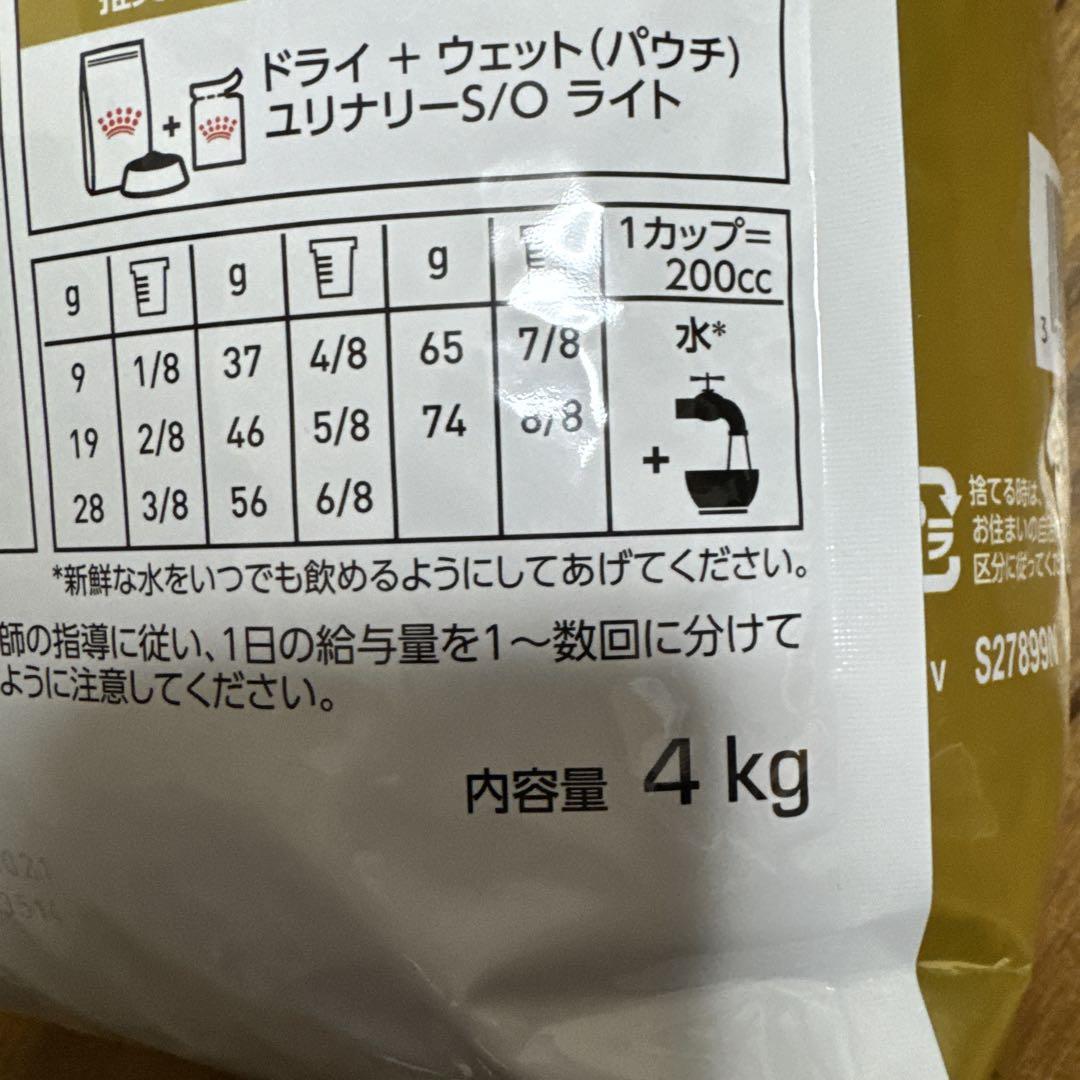 ドライ + ウェット(パウチ)
ユリナリーS/O ライト
g g g 1カップ=
200cc
9 1/8 37 4/8 65 7/8 水*
19 2/8 46 5/8 74 8/8 +
28 3/8 56 6/8
*新鮮な水をいつでも飲めるようにしてあげてください。
師の指導に従い、1日の給与量を1〜数回に分けて
ように注意してください。
内容量 4 kg
捨てる時は、
お住まいの
区分に従って
V S27899N
3